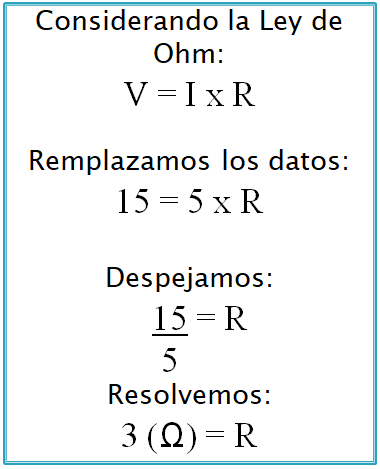 Considerando la Ley de
Ohm:
V = I x R
Remplazamos los datos:
15 = 5 x R
Despejamos:
15 = R
5
Resolvemos:
3 (Ω) = R